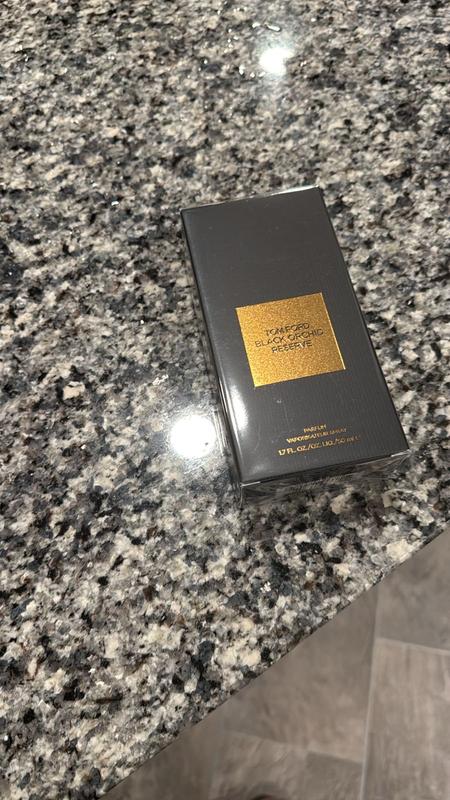 TOM FORD
BLACK ORCHID
RESERVE
PARFUM
VAPORISATEUR SPRAY
1.7 FL. OZ./OZ. LIQ./50 ml ℮